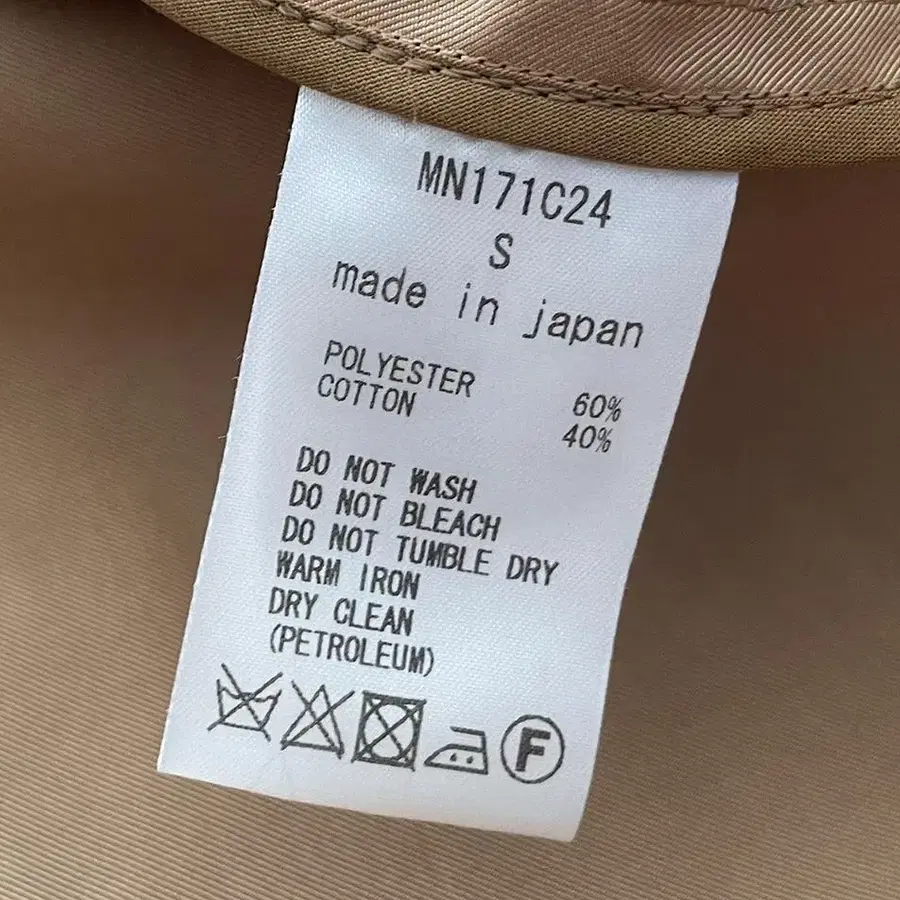 MN171C24
S
made in japan
POLYESTER 60%
COTTON 40%
DO NOT WASH
DO NOT BLEACH
DO NOT TUMBLE DRY
WARM IRON
DRY CLEAN
(PETROLEUM)
F